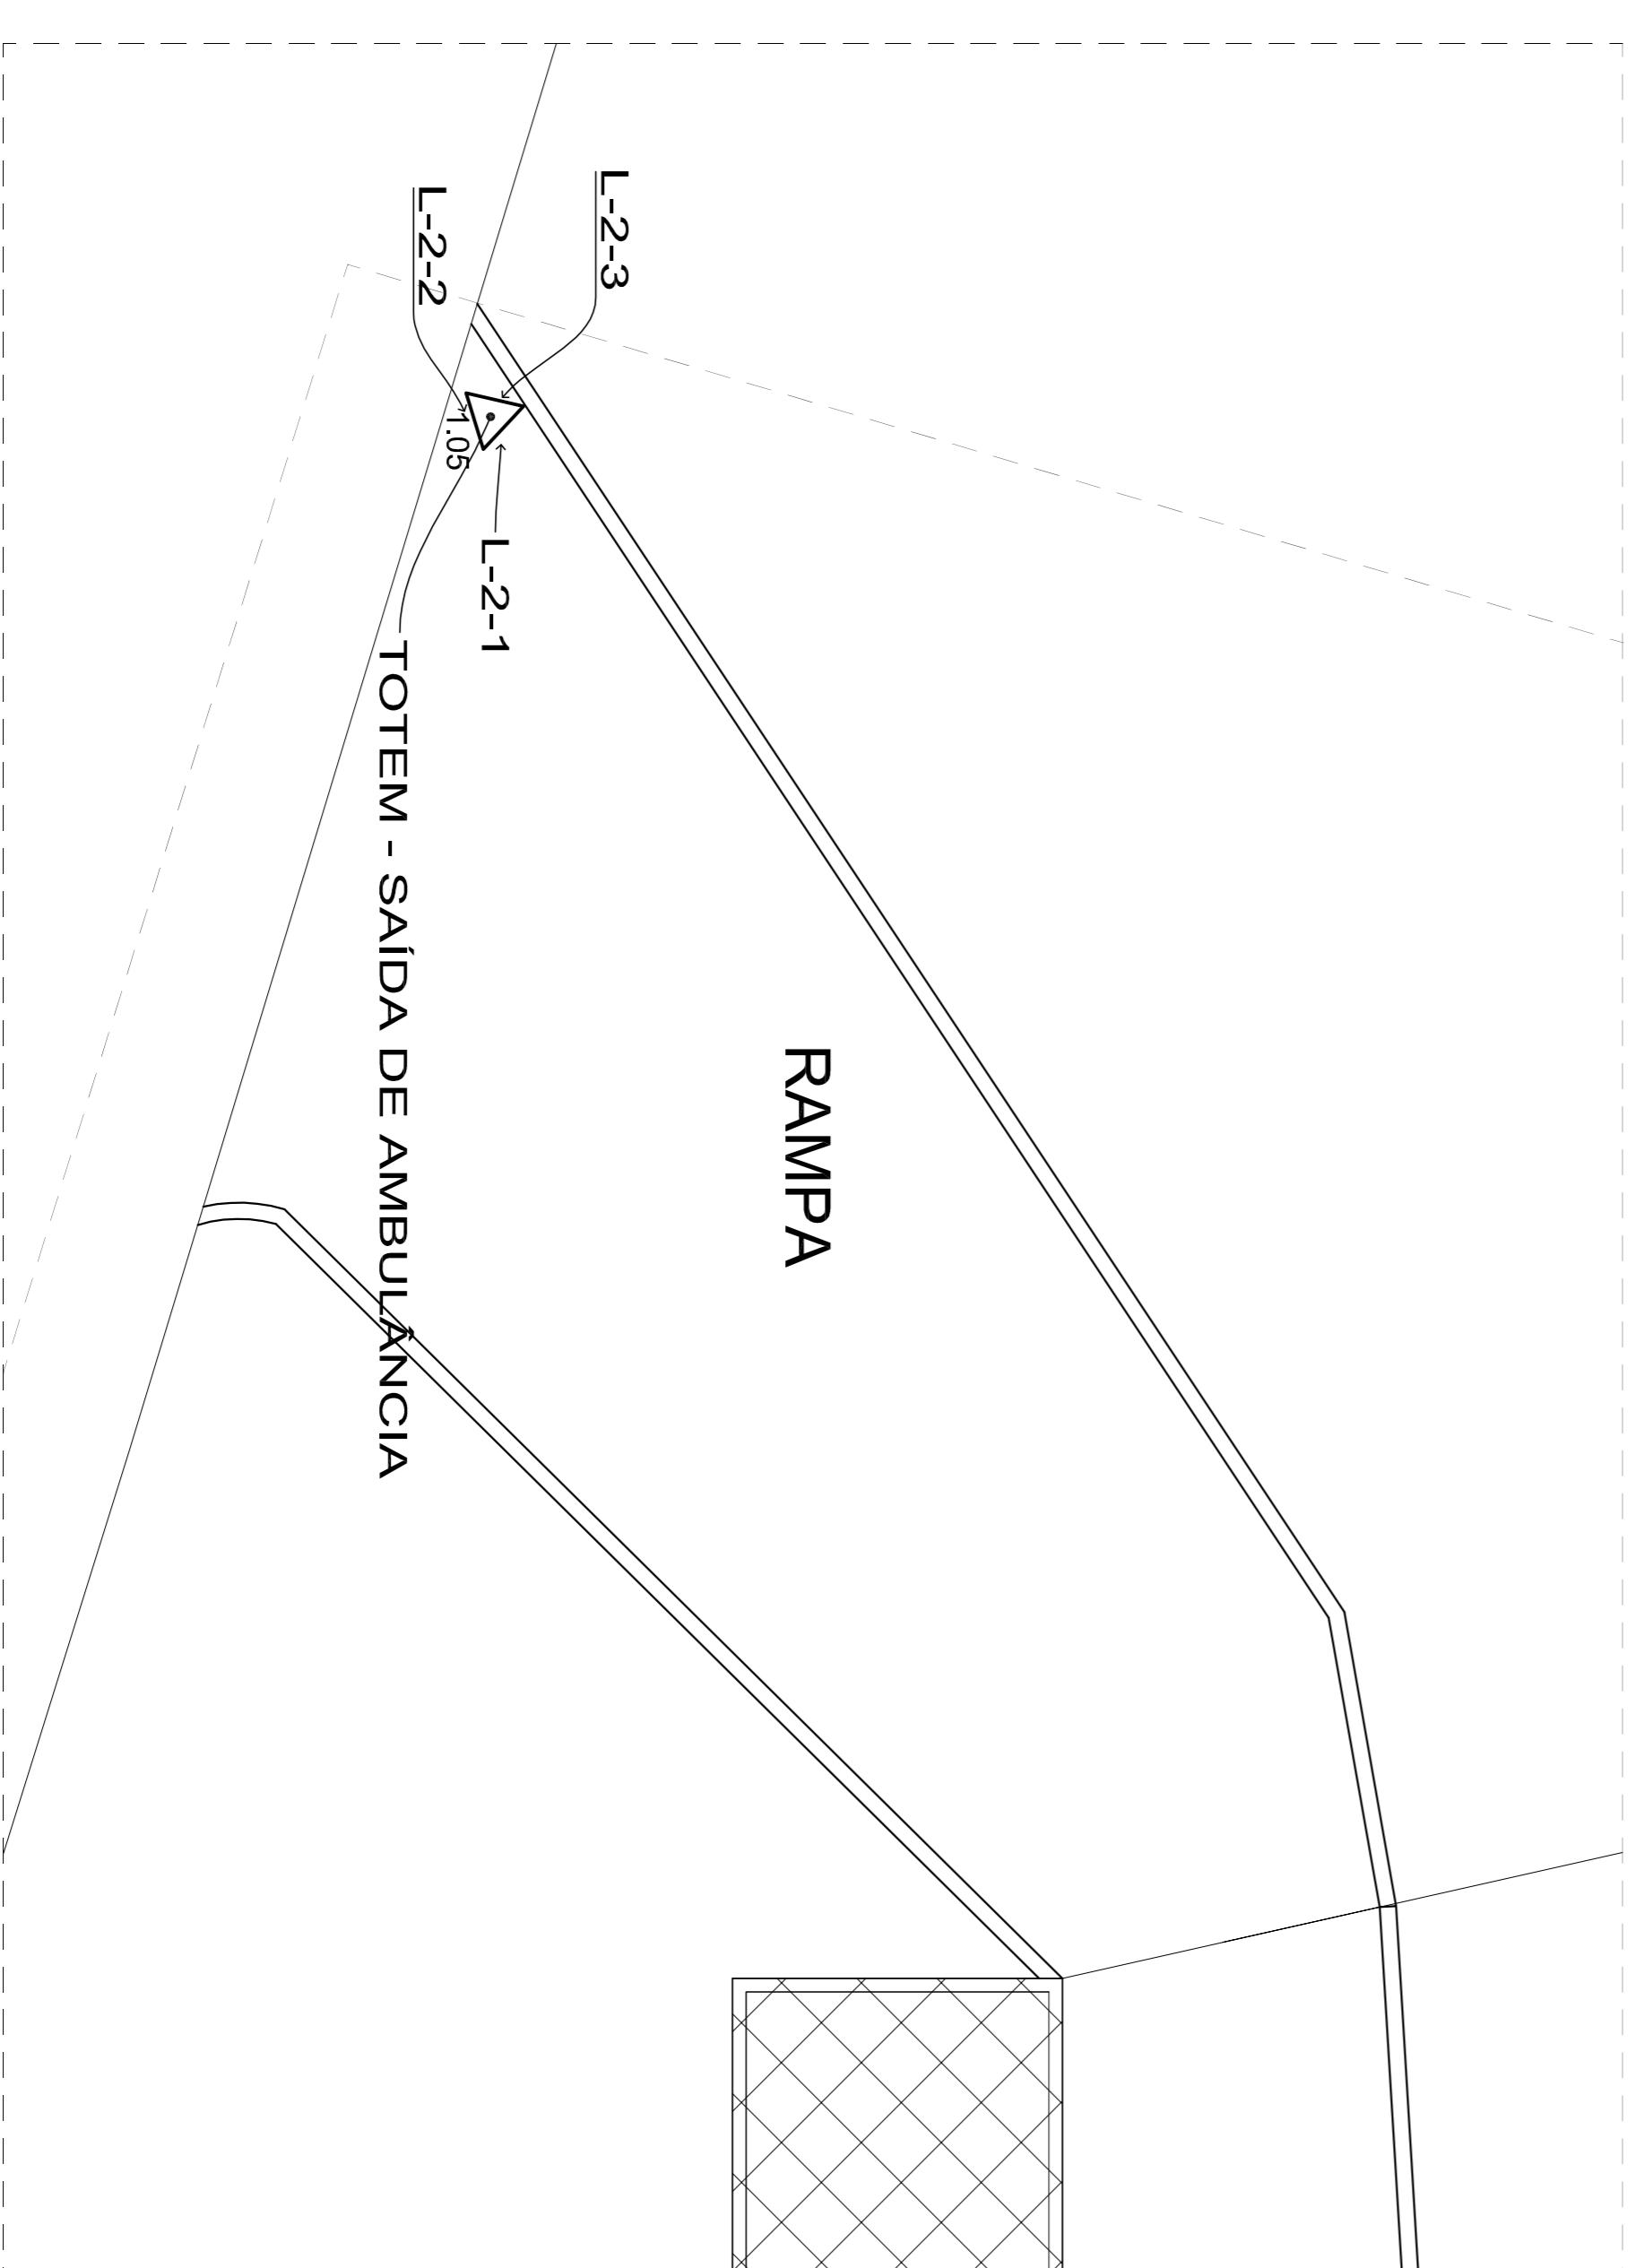 L-2-3
L-2-2
1.05
L-2-1
TOTEM - SAÍDA DE AMBULÂNCIA
RAMPA